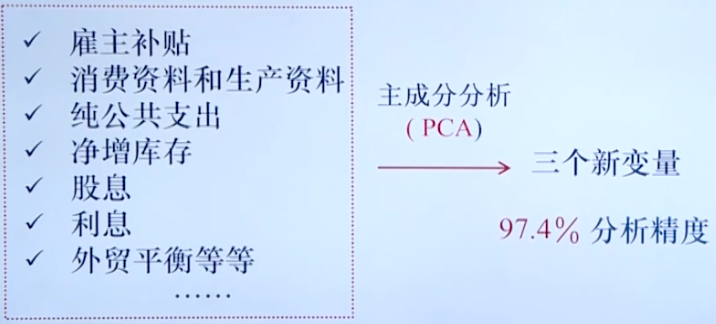 ✓ 雇主补贴
✓ 消费资料和生产资料
✓ 纯公共支出
✓ 净增库存
✓ 股息
✓ 利息
✓ 外贸平衡等等
……
主成分分析
( PCA)
三个新变量
97.4% 分析精度